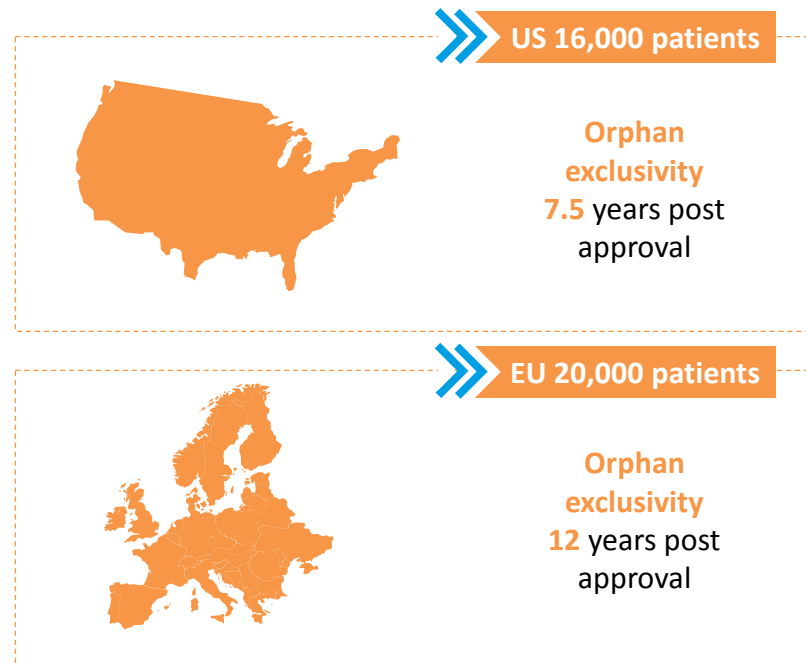 US 16,000 patients
Orphan
exclusivity
7.5 years post
approval
EU 20,000 patients
Orphan
exclusivity
12 years post
approval